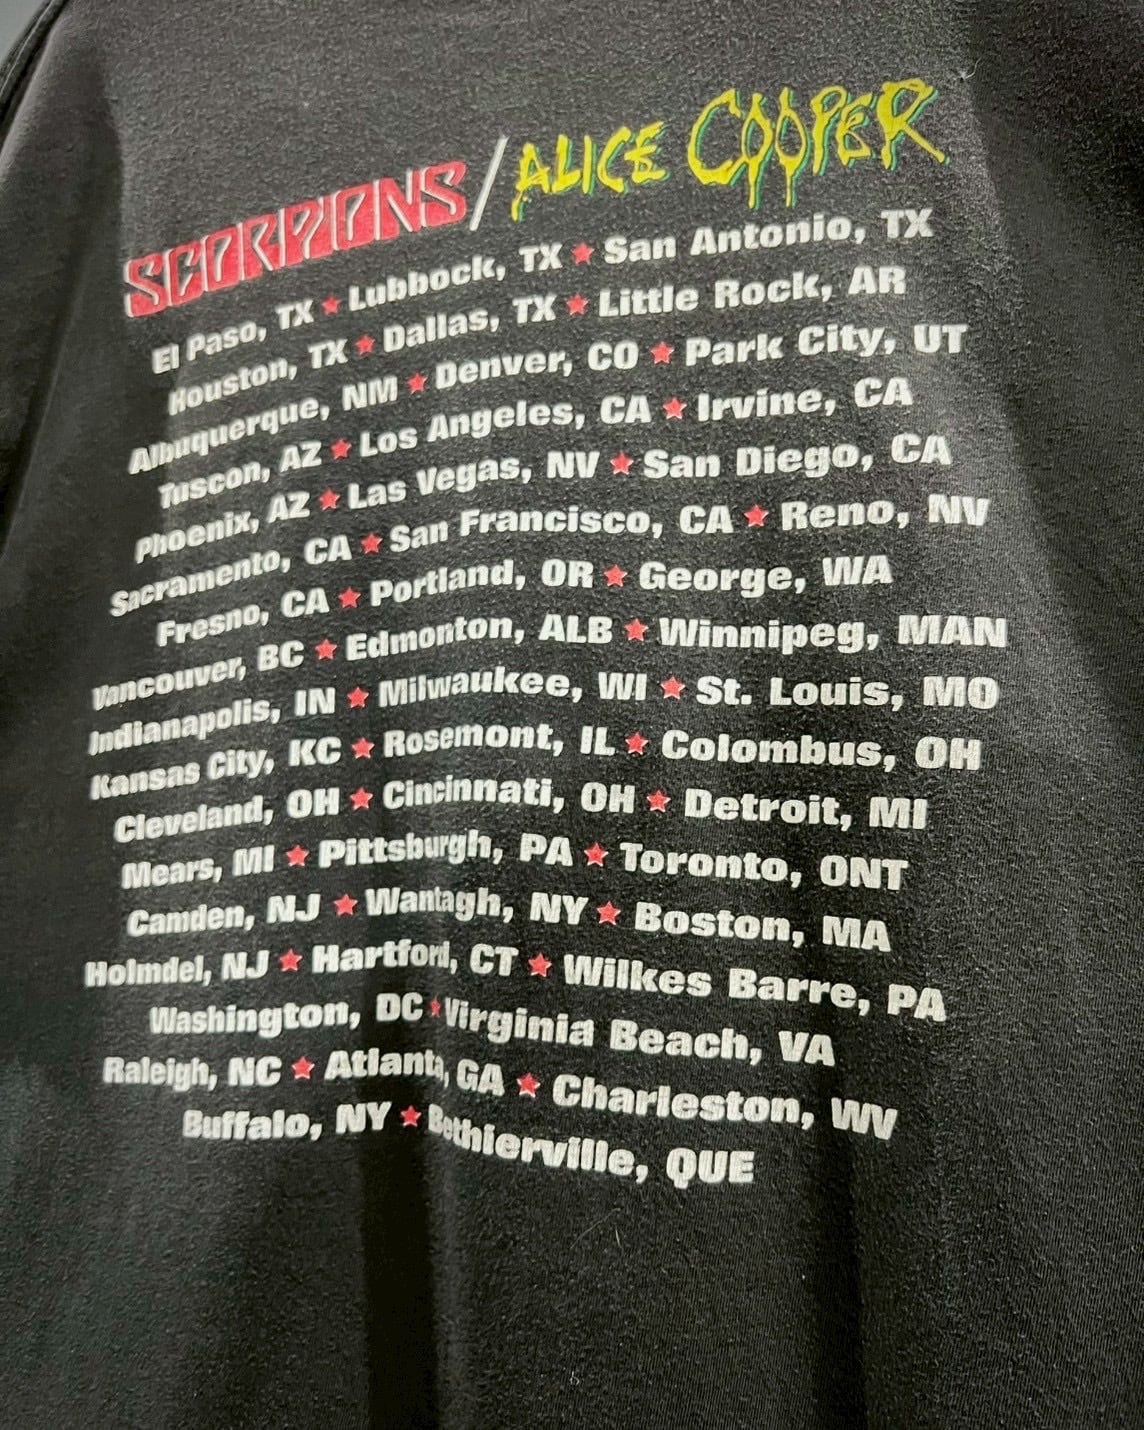 SCORPIONS/ALICE COOPER
El Paso, TX ★ Lubbock, TX ★ San Antonio, TX
Houston, TX ★ Dallas, TX ★ Little Rock, AR
Albuquerque, NM ★ Denver, CO ★ Park City, UT
Tuscon, AZ ★ Los Angeles, CA ★ Irvine, CA
Phoenix, AZ ★ Las Vegas, NV ★ San Diego, CA
Sacramento, CA ★ San Francisco, CA ★ Reno, NV
Fresno, CA ★ Portland, OR ★ George, WA
Vancouver, BC ★ Edmonton, ALB ★ Winnipeg, MAN
Indianapolis, IN ★ Milwaukee, WI ★ St. Louis, MO
Kansas City, KC ★ Rosemont, IL ★ Colombus, OH
Cleveland, OH ★ Cincinnati, OH ★ Detroit, MI
Mears, MI ★ Pittsburgh, PA ★ Toronto, ONT
Camden, NJ ★ Wantagh, NY ★ Boston, MA
Holmdel, NJ ★ Hartford, CT ★ Wilkes Barre, PA
Washington, DC ★ Virginia Beach, VA
Raleigh, NC ★ Atlanta, GA ★ Charleston, WV
Buffalo, NY ★ Bethierville, QUE